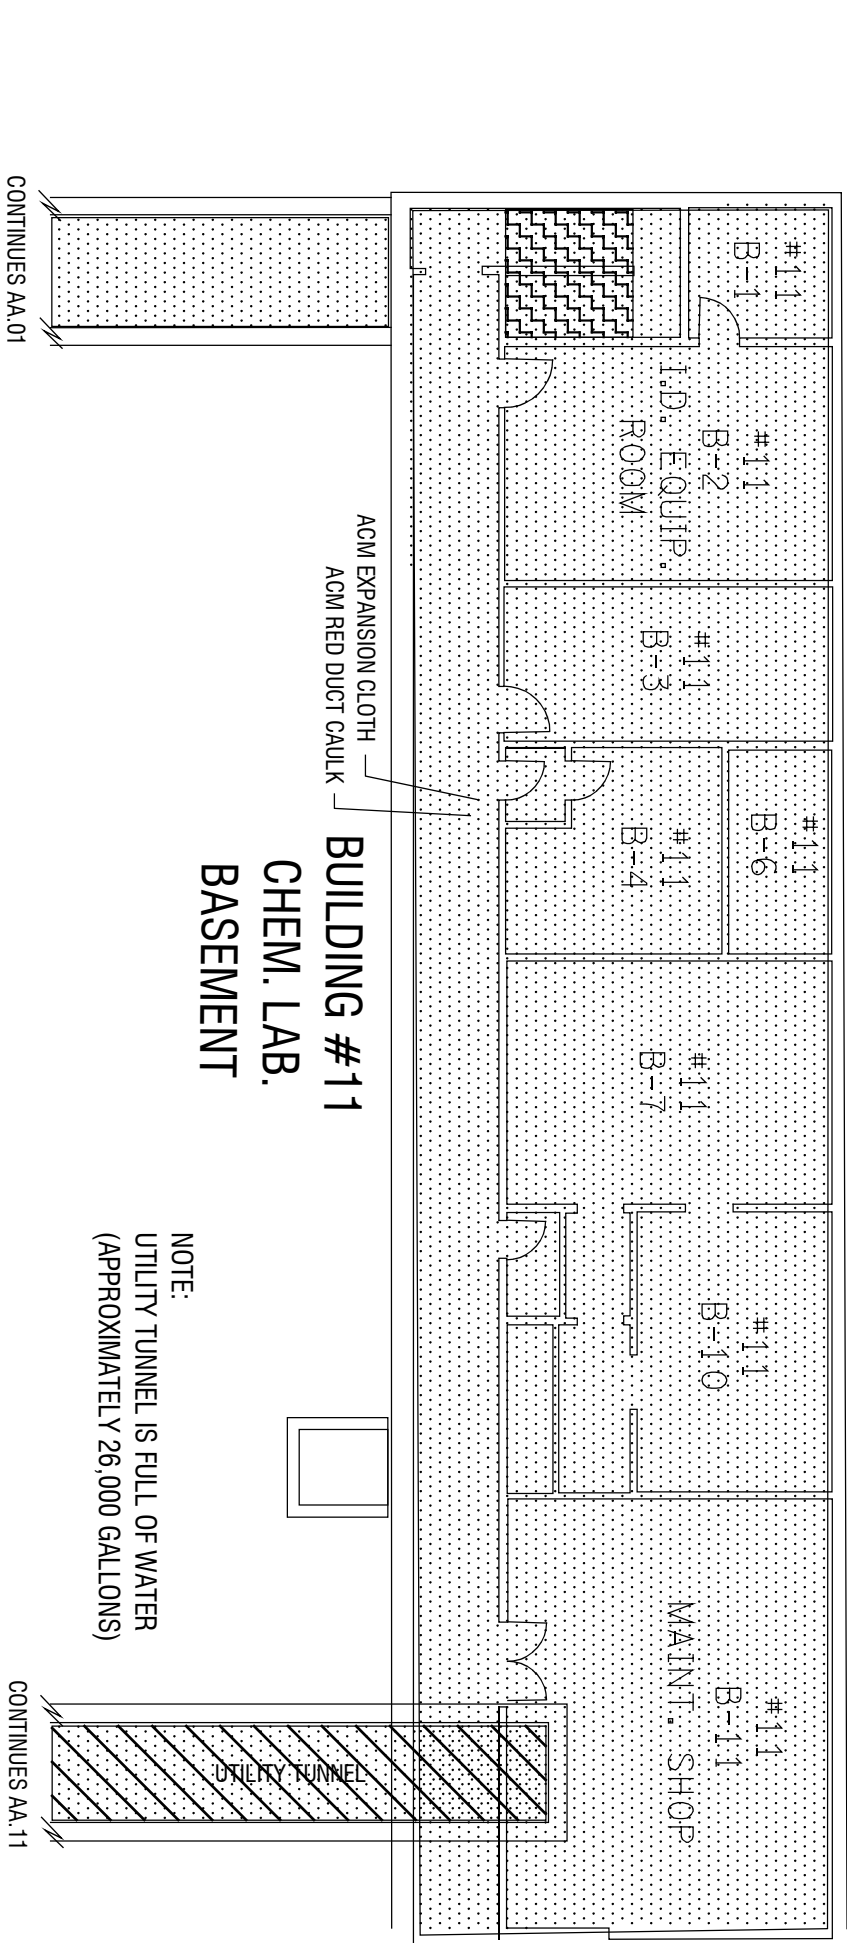 #11
B-1
#11
B-2
I.D. EQUIP.
ROOM
#11
B-3
#11
B-6
#11
B-4
#11
B-7
#11
B-10
#11
B-11
MAINT. SHOP
ACM EXPANSION CLOTH
ACM RED DUCT CAULK
BUILDING #11
CHEM. LAB.
BASEMENT
NOTE:
UTILITY TUNNEL IS FULL OF WATER
(APPROXIMATELY 26,000 GALLONS)
UTILITY TUNNEL
CONTINUES AA.01
CONTINUES AA.11